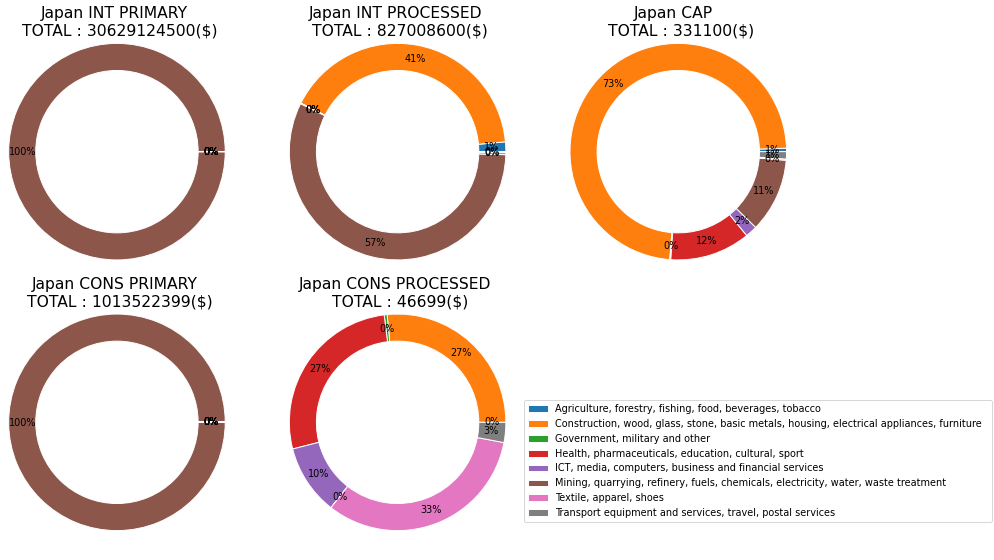 Japan INT PRIMARY
TOTAL : 30629124500($)
100%
0%
0%
Japan INT PROCESSED
TOTAL : 827008600($)
41%
0%
0%
1%
0%
0%
57%
Japan CAP
TOTAL : 331100($)
73%
1%
1%
0%
11%
2%
12%
0%
Japan CONS PRIMARY
TOTAL : 1013522399($)
100%
0%
0%
Japan CONS PROCESSED
TOTAL : 46699($)
0%
27%
27%
0%
3%
10%
0%
33%
Agriculture, forestry, fishing, food, beverages, tobacco
Construction, wood, glass, stone, basic metals, housing, electrical appliances, furniture
Government, military and other
Health, pharmaceuticals, education, cultural, sport
ICT, media, computers, business and financial services
Mining, quarrying, refinery, fuels, chemicals, electricity, water, waste treatment
Textile, apparel, shoes
Transport equipment and services, travel, postal services